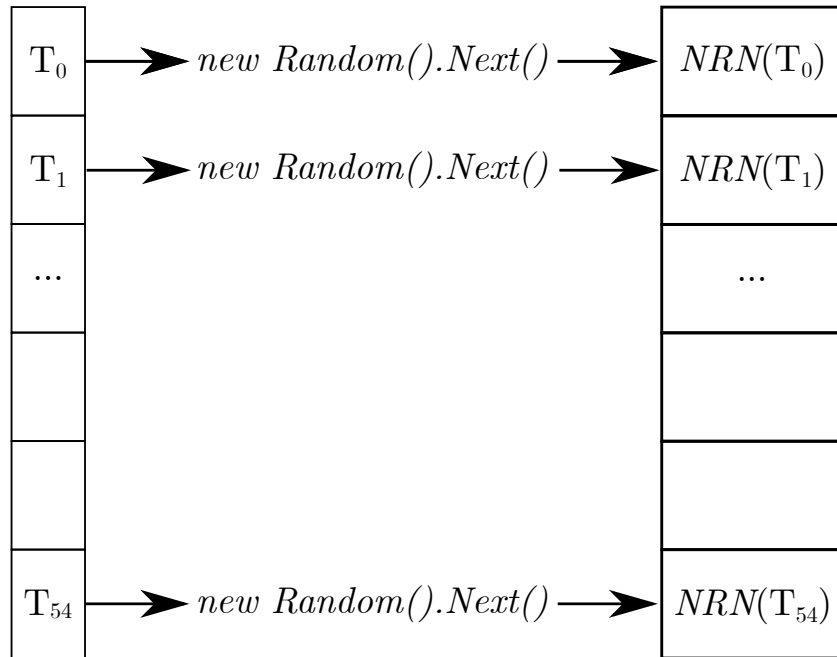 T₀ new Random().Next() NRN(T₀)
T₁ new Random().Next() NRN(T₁)
... ...
T₅₄ new Random().Next() NRN(T₅₄)